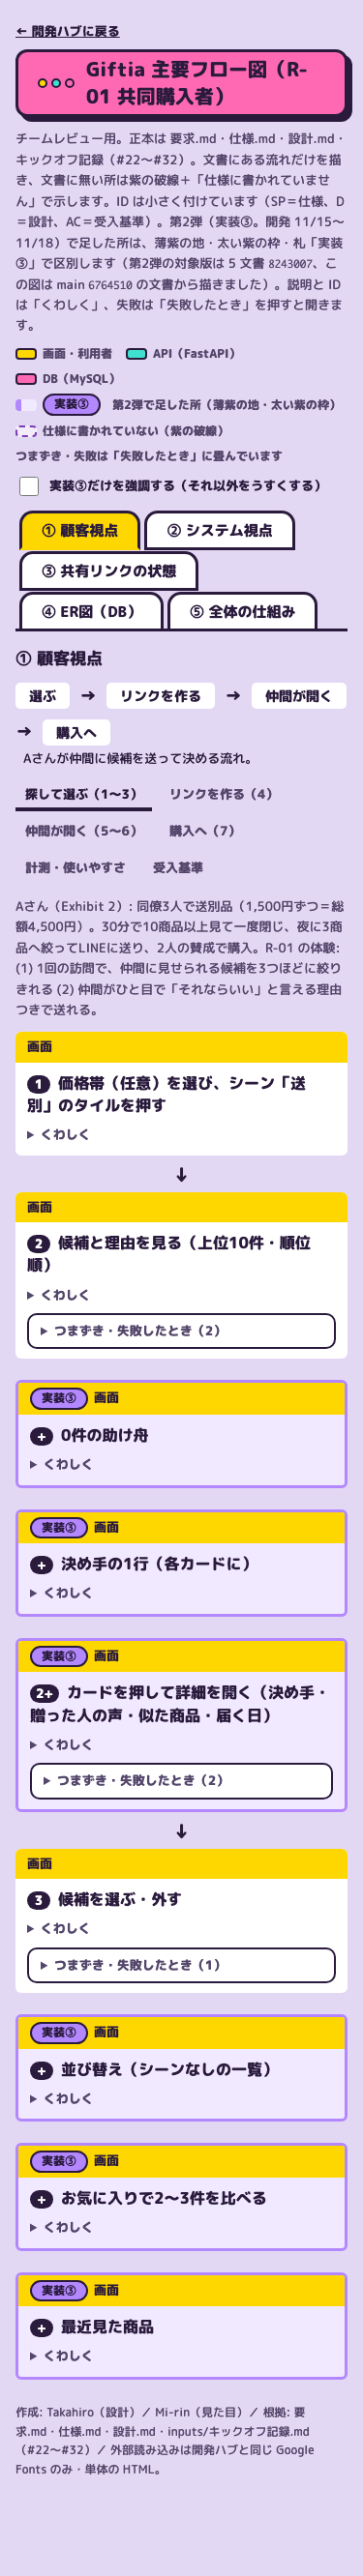 ← 開発ハブに戻る
Giftia 主要フロー図（R-
01 共同購入者）
チームレビュー用。正本は 要求.md・仕様.md・設計.md・
キックオフ記録（#22〜#32）。文書にある流れだけを描
き、文書に無い所は紫の破線＋「仕様に書かれていませ
ん」で示します。ID は小さく付けています（SP＝仕様、D
＝設計、AC＝受入基準）。第2弾（実装③。開発 11/15〜
11/18）で足した所は、薄紫の地・太い紫の枠・札「実装
③」で区別します（第2弾の対象版は 5 文書 8243007、こ
の図は main 6764510 の文書から描きました）。説明と ID
は「くわしく」、失敗は「失敗したとき」を押すと開きま
す。
画面・利用者 API（FastAPI）
DB（MySQL）
実装③ 第2弾で足した所（薄紫の地・太い紫の枠）
仕様に書かれていない（紫の破線）
つまずき・失敗は「失敗したとき」に畳んでいます
実装③だけを強調する（それ以外をうすくする）
① 顧客視点 ② システム視点
③ 共有リンクの状態
④ ER図（DB） ⑤ 全体の仕組み
① 顧客視点
選ぶ → リンクを作る → 仲間が開く
→ 購入へ
Aさんが仲間に候補を送って決める流れ。
探して選ぶ（1〜3） リンクを作る（4）
仲間が開く（5〜6） 購入へ（7）
計測・使いやすさ 受入基準
Aさん（Exhibit 2）: 同僚3人で送別品（1,500円ずつ＝総
額4,500円）。30分で10商品以上見て一度閉じ、夜に3商
品へ絞ってLINEに送り、2人の賛成で購入。R-01 の体験:
(1) 1回の訪問で、仲間に見せられる候補を3つほどに絞り
きれる (2) 仲間がひと目で「それならいい」と言える理由
つきで送れる。
画面
1 価格帯（任意）を選び、シーン「送
別」のタイルを押す
▶ くわしく
↓
画面
2 候補と理由を見る（上位10件・順位
順）
▶ くわしく
▶ つまずき・失敗したとき（2）
実装③ 画面
+ 0件の助け舟
▶ くわしく
実装③ 画面
+ 決め手の1行（各カードに）
▶ くわしく
実装③ 画面
2+ カードを押して詳細を開く（決め手・
贈った人の声・似た商品・届く日）
▶ くわしく
▶ つまずき・失敗したとき（2）
↓
画面
3 候補を選ぶ・外す
▶ くわしく
▶ つまずき・失敗したとき（1）
実装③ 画面
+ 並び替え（シーンなしの一覧）
▶ くわしく
実装③ 画面
+ お気に入りで2〜3件を比べる
▶ くわしく
実装③ 画面
+ 最近見た商品
▶ くわしく
作成: Takahiro（設計）／ Mi-rin（見た目）／ 根拠: 要
求.md・仕様.md・設計.md・inputs/キックオフ記録.md
（#22〜#32）／ 外部読み込みは開発ハブと同じ Google
Fonts のみ・単体の HTML。